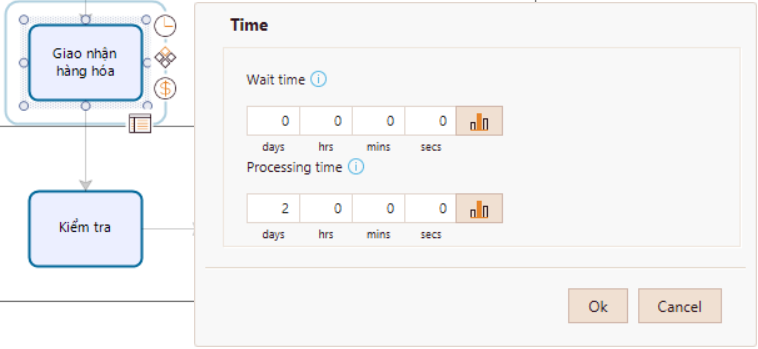 Giao nhận
hàng hóa
Kiểm tra
Time
Wait time
0 0 0 0
days hrs mins secs
Processing time
2 0 0 0
days hrs mins secs
Ok Cancel